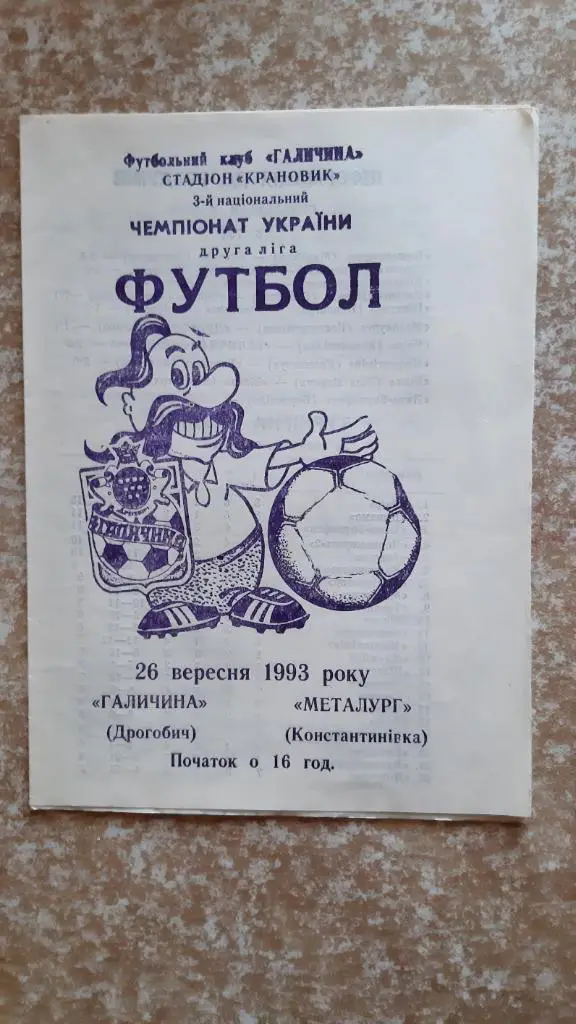 Футбольний клуб «ГАЛИЧИНА»
СТАДІОН «КРАНОВИК»
3-й національний
ЧЕМПІОНАТ УКРАЇНИ
друга ліга
ФУТБОЛ
ГАЛИЧИНА
26 вересня 1993 року
«ГАЛИЧИНА» «МЕТАЛУРГ»
(Дрогобич) (Константинівка)
Початок о 16 год.